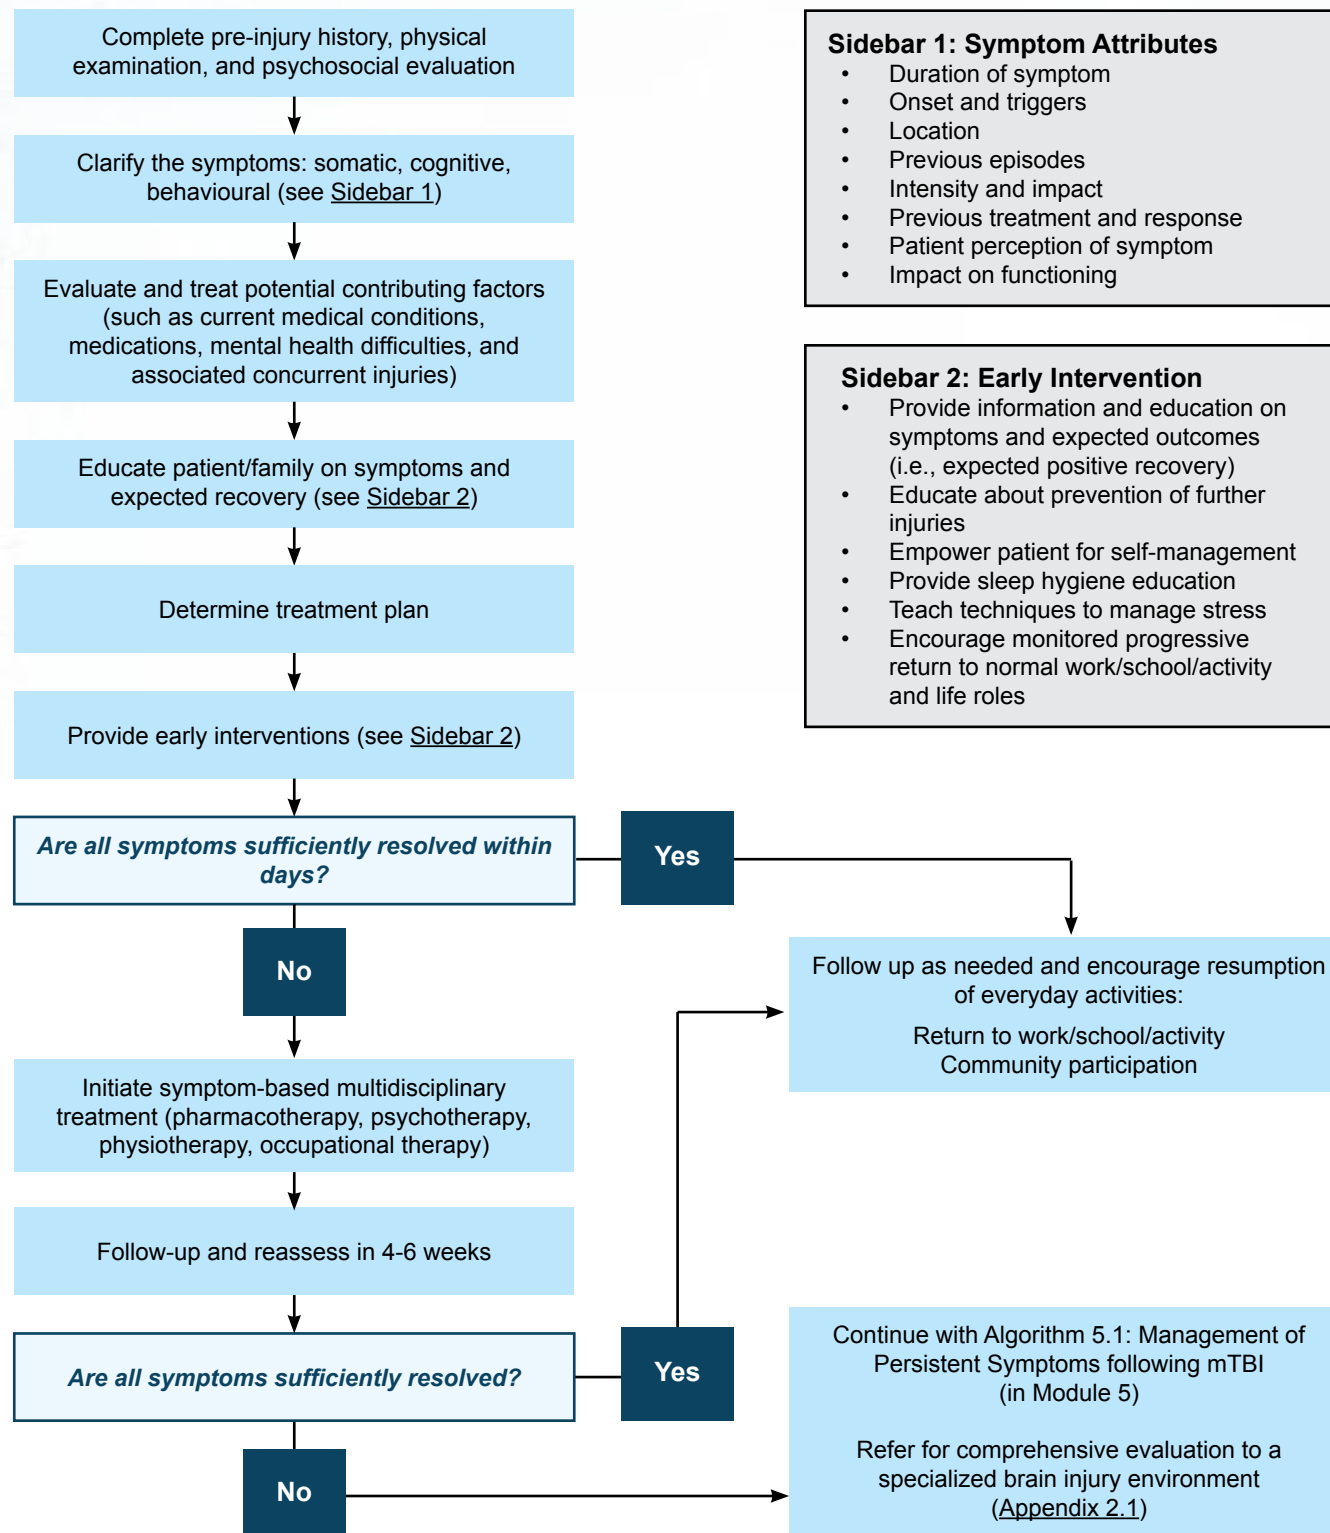 Complete pre-injury history, physical
examination, and psychosocial evaluation
Clarify the symptoms: somatic, cognitive,
behavioural (see Sidebar 1)
Evaluate and treat potential contributing factors
(such as current medical conditions,
medications, mental health difficulties, and
associated concurrent injuries)
Educate patient/family on symptoms and
expected recovery (see Sidebar 2)
Determine treatment plan
Provide early interventions (see Sidebar 2)
Are all symptoms sufficiently resolved within
days?
Yes
No
Initiate symptom-based multidisciplinary
treatment (pharmacotherapy, psychotherapy,
physiotherapy, occupational therapy)
Follow-up and reassess in 4-6 weeks
Are all symptoms sufficiently resolved?
Yes
No
Sidebar 1: Symptom Attributes
• Duration of symptom
• Onset and triggers
• Location
• Previous episodes
• Intensity and impact
• Previous treatment and response
• Patient perception of symptom
• Impact on functioning
Sidebar 2: Early Intervention
• Provide information and education on
symptoms and expected outcomes
(i.e., expected positive recovery)
• Educate about prevention of further
injuries
• Empower patient for self-management
• Provide sleep hygiene education
• Teach techniques to manage stress
• Encourage monitored progressive
return to normal work/school/activity
and life roles
Follow up as needed and encourage resumption
of everyday activities:
Return to work/school/activity
Community participation
Continue with Algorithm 5.1: Management of
Persistent Symptoms following mTBI
(in Module 5)
Refer for comprehensive evaluation to a
specialized brain injury environment
(Appendix 2.1)